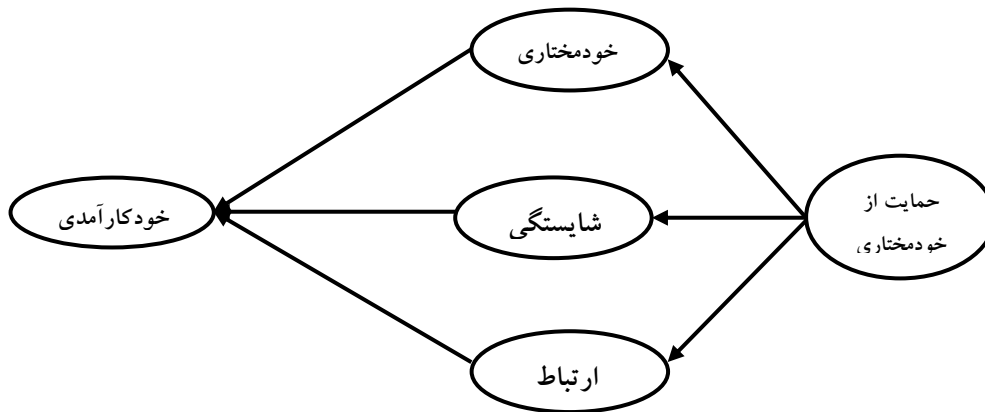 خودمختاری
حمایت از
خودمختاری
شایستگی
خودکارآمدی
ارتباط